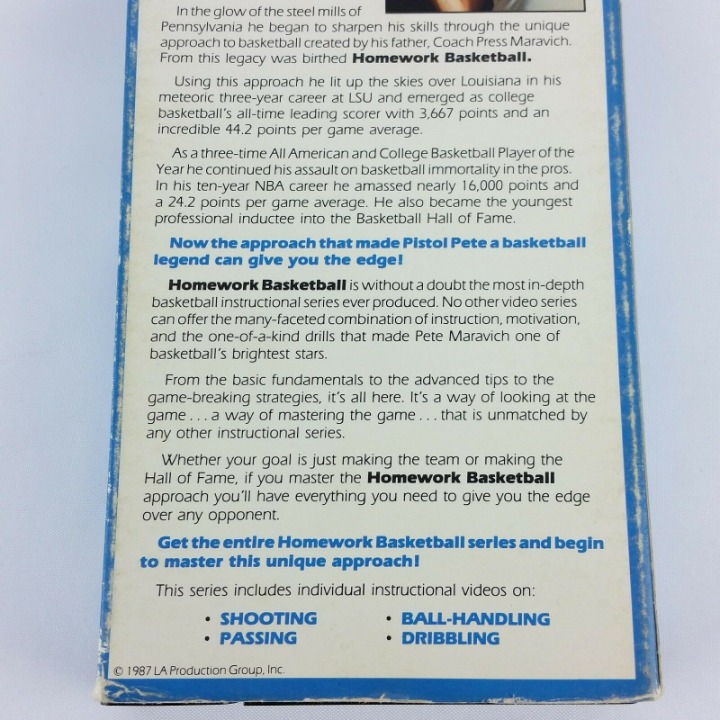 In the glow of the steel mills of
Pennsylvania he began to sharpen his skills through the unique
approach to basketball created by his father, Coach Press Maravich.
From this legacy was birthed Homework Basketball.
Using this approach he lit up the skies over Louisiana in his
meteoric three-year career at LSU and emerged as college
basketball's all-time leading scorer with 3,667 points and an
incredible 44.2 points per game average.
As a three-time All American and College Basketball Player of the
Year he continued his assault on basketball immortality in the pros.
In his ten-year NBA career he amassed nearly 16,000 points and
a 24.2 points per game average. He also became the youngest
professional inductee into the Basketball Hall of Fame.
Now the approach that made Pistol Pete a basketball
legend can give you the edge!
Homework Basketball is without a doubt the most in-depth
basketball instructional series ever produced. No other video series
can offer the many-faceted combination of instruction, motivation,
and the one-of-a-kind drills that made Pete Maravich one of
basketball's brightest stars.
From the basic fundamentals to the advanced tips to the
game-breaking strategies, it's all here. It's a way of looking at the
game . . . a way of mastering the game . . . that is unmatched by
any other instructional series.
Whether your goal is just making the team or making the
Hall of Fame, if you master the Homework Basketball
approach you'll have everything you need to give you the edge
over any opponent.
Get the entire Homework Basketball series and begin
to master this unique approach!
This series includes individual instructional videos on:
• SHOOTING • BALL-HANDLING
• PASSING • DRIBBLING
© 1987 LA Production Group, Inc.